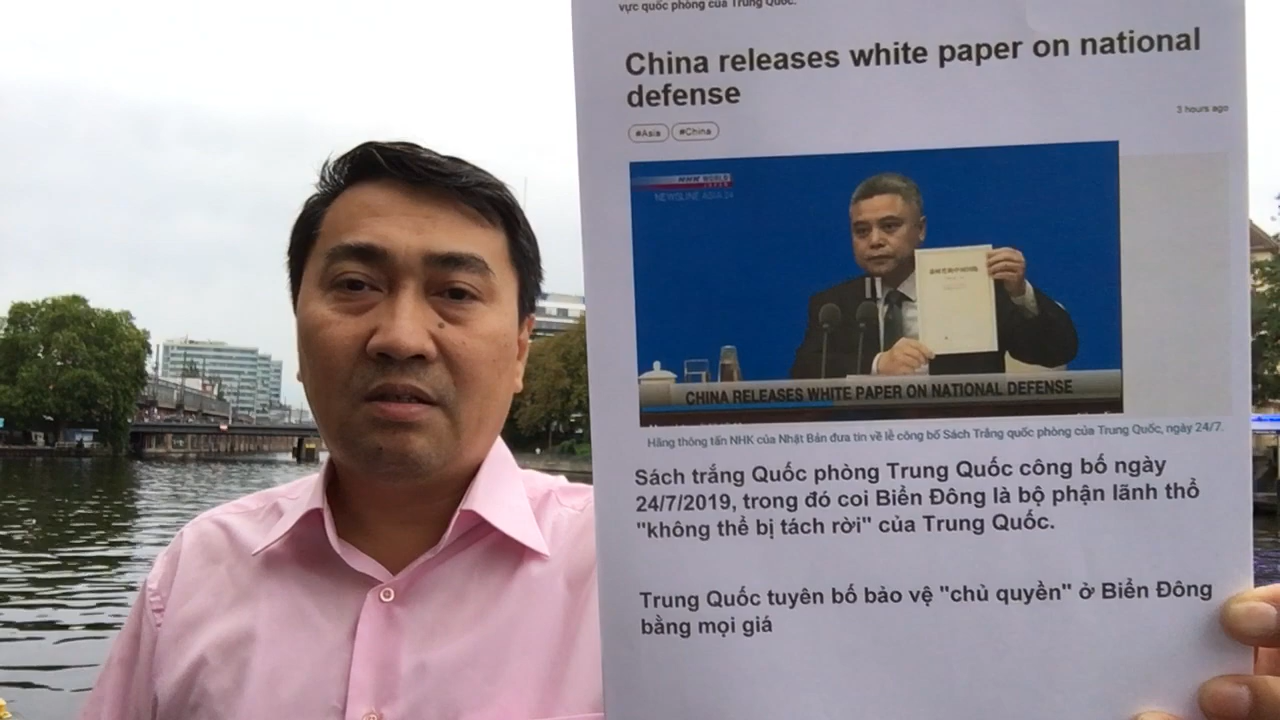 vực quốc phòng của Trung Quốc.
China releases white paper on national
defense
3 hours ago
#Asia #China
NHK WORLD
JAPAN
NEWSLINE ASIA 24
CHINA RELEASES WHITE PAPER ON NATIONAL DEFENSE
Hãng thông tấn NHK của Nhật Bản đưa tin về lễ công bố Sách Trắng quốc phòng của Trung Quốc, ngày 24/7.
Sách trắng Quốc phòng Trung Quốc công bố ngày
24/7/2019, trong đó coi Biển Đông là bộ phận lãnh thổ
"không thể bị tách rời" của Trung Quốc.
Trung Quốc tuyên bố bảo vệ "chủ quyền" ở Biển Đông
bằng mọi giá